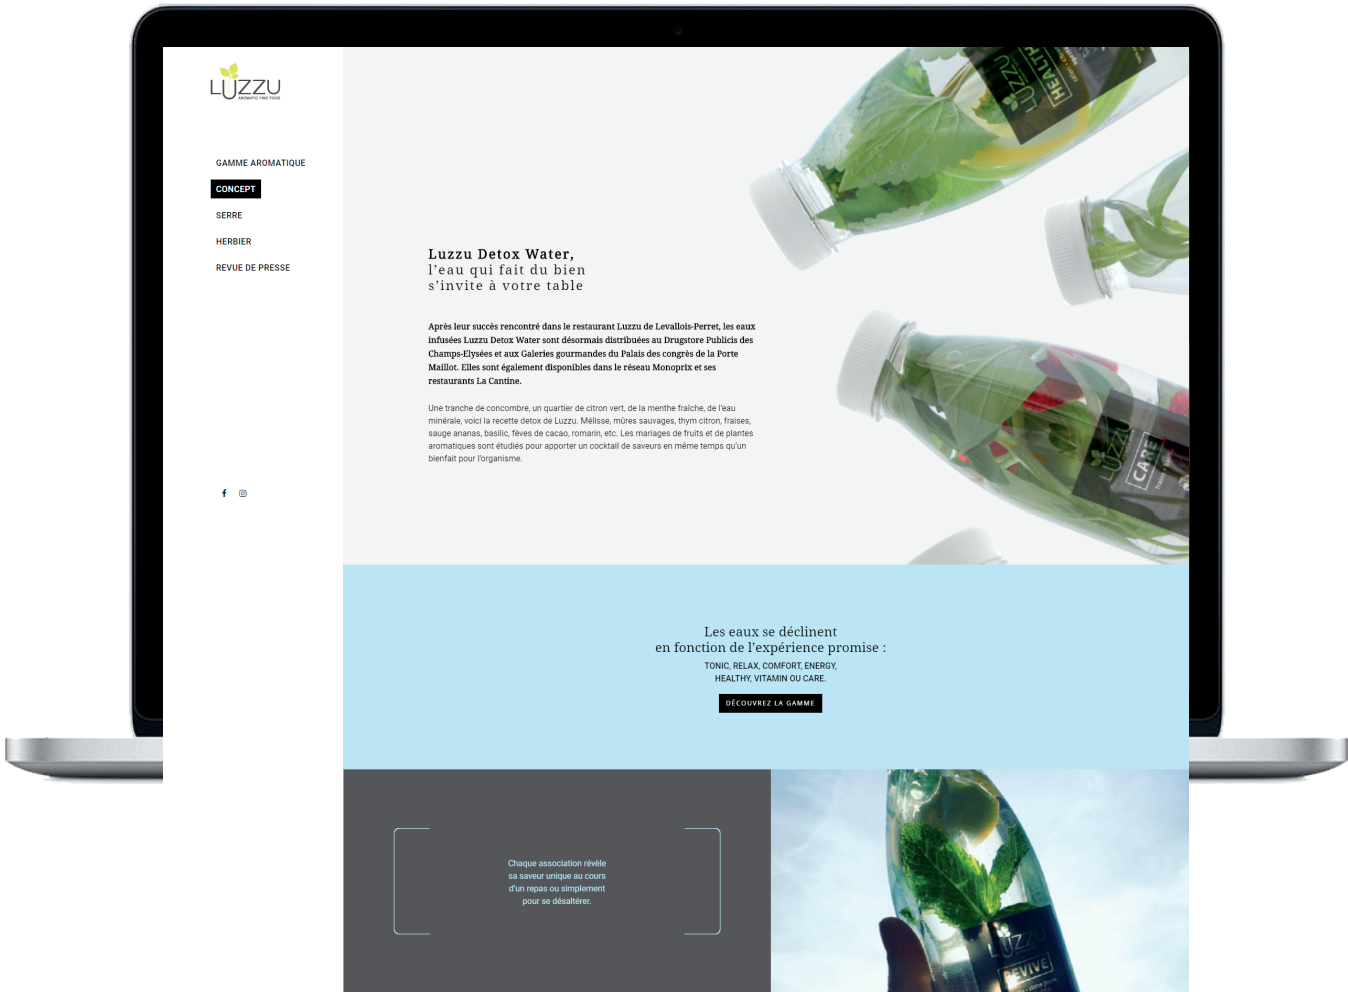 LUZZU
AROMATIC FINE FOOD
GAMME AROMATIQUE
CONCEPT
SERRE
HERBIER
REVUE DE PRESSE
LUZZU
HEALTHY
Luzzu Detox Water,
l'eau qui fait du bien
s'invite à votre table
Après leur succès rencontré dans le restaurant Luzzu de Levallois-Perret, les eaux
infusées Luzzu Detox Water sont désormais distribuées au Drugstore Publicis des
Champs-Elysées et aux Galeries gourmandes du Palais des congrès de la Porte
Maillot. Elles sont également disponibles dans le réseau Monoprix et ses
restaurants La Cantine.
Une tranche de concombre, un quartier de citron vert, de la menthe fraîche, de l'eau
minérale, voici la recette detox de Luzzu. Mélisse, mûres sauvages, thym citron, fraises,
sauge ananas, basilic, fèves de cacao, romarin, etc. Les mariages de fruits et de plantes
aromatiques sont étudiés pour apporter un cocktail de saveurs en même temps qu'un
bienfait pour l'organisme.
LUZZU
CARE
Les eaux se déclinent
en fonction de l'expérience promise :
TONIC, RELAX, COMFORT, ENERGY,
HEALTHY, VITAMIN OU CARE.
DÉCOUVREZ LA GAMME
Chaque association révèle
sa saveur unique au cours
d'un repas ou simplement
pour se désaltérer.
LUZZU
REVIVE